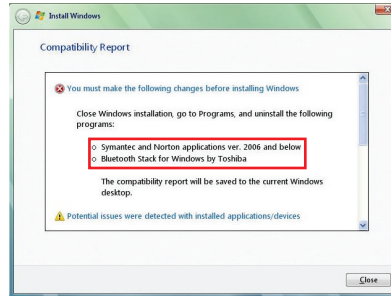 Install Windows
Compatibility Report
You must make the following changes before installing Windows
Close Windows installation, go to Programs, and uninstall the following
programs:
Symantec and Norton applications ver. 2006 and below
Bluetooth Stack for Windows by Toshiba
The compatibility report will be saved to the current Windows
desktop.
Potential issues were detected with installed applications/devices
Close